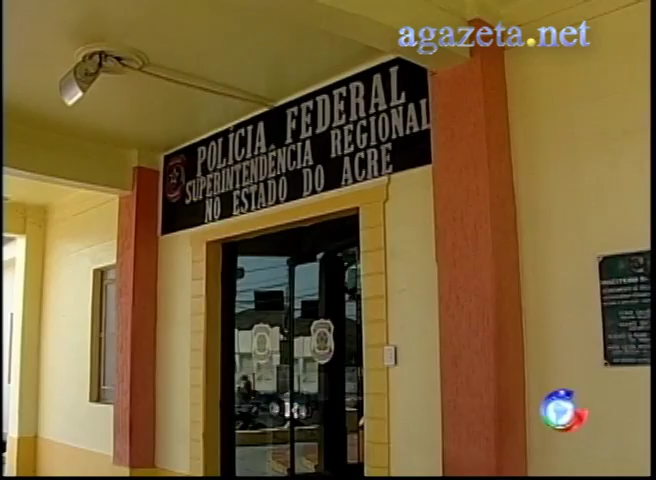 agazeta.net
POLÍCIA FEDERAL
SUPERINTENDÊNCIA REGIONAL
NO ESTADO DO ACRE